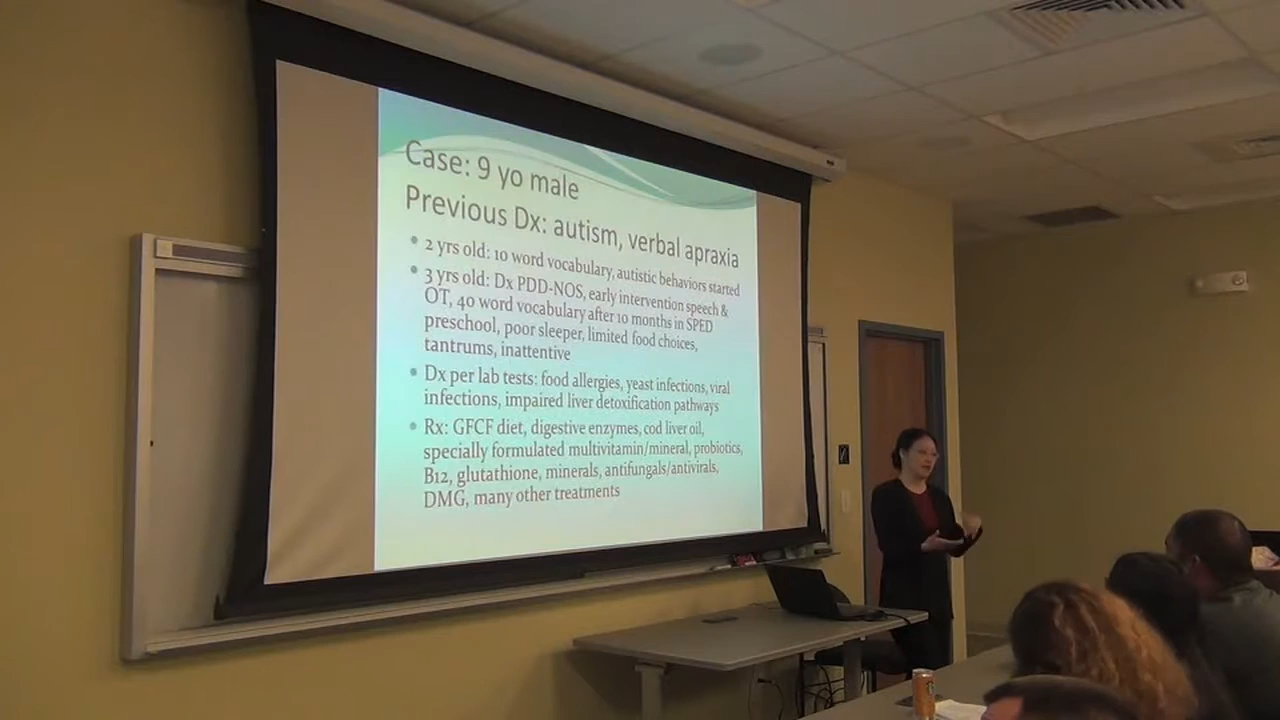 Case: 9 yo male
Previous Dx: autism, verbal apraxia
• 2 yrs old: 10 word vocabulary, autistic behaviors started
• 3 yrs old: Dx PDD-NOS, early intervention speech &
OT, 40 word vocabulary after 10 months in SPED
preschool, poor sleeper, limited food choices,
tantrums, inattentive
• Dx per lab tests: food allergies, yeast infections, viral
infections, impaired liver detoxification pathways
• Rx: GFCF diet, digestive enzymes, cod liver oil,
specially formulated multivitamin/mineral, probiotics,
B12, glutathione, minerals, antifungals/antivirals,
DMG, many other treatments